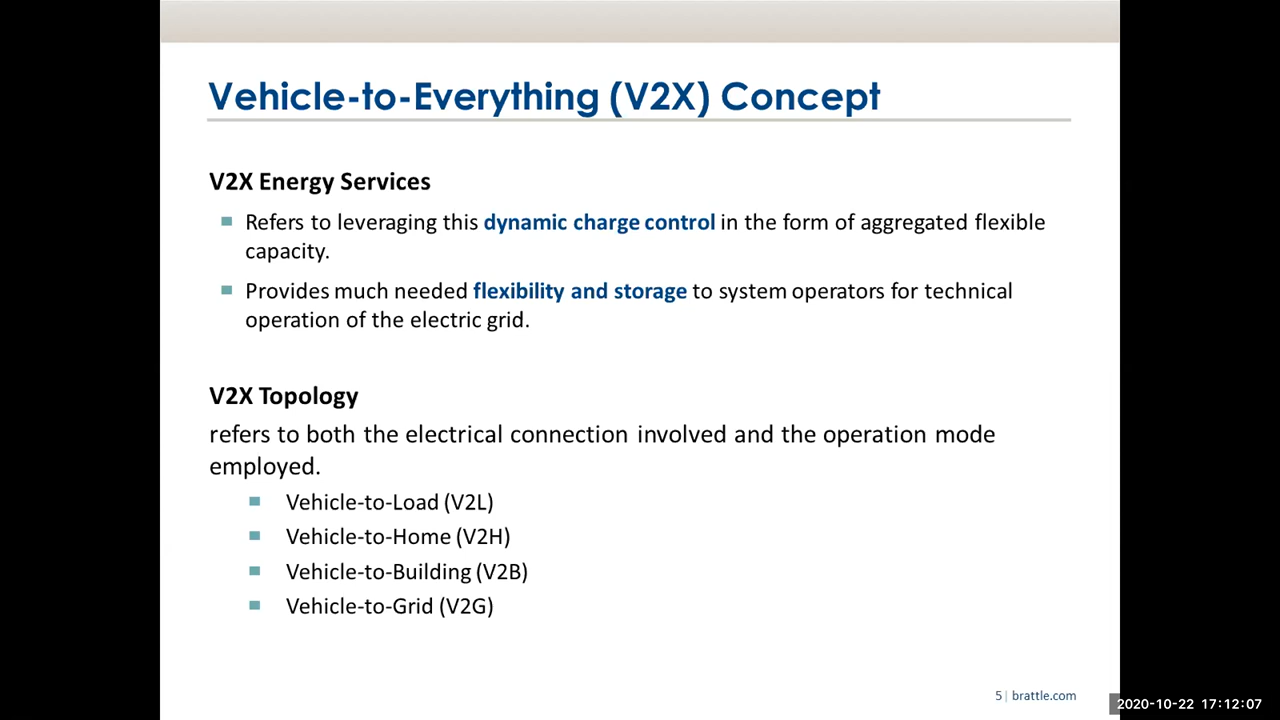 Vehicle-to-Everything (V2X) Concept
V2X Energy Services
Refers to leveraging this dynamic charge control in the form of aggregated flexible
capacity.
Provides much needed flexibility and storage to system operators for technical
operation of the electric grid.
V2X Topology
refers to both the electrical connection involved and the operation mode
employed.
Vehicle-to-Load (V2L)
Vehicle-to-Home (V2H)
Vehicle-to-Building (V2B)
Vehicle-to-Grid (V2G)
5 | brattle.com
2020-10-22 17:12:07